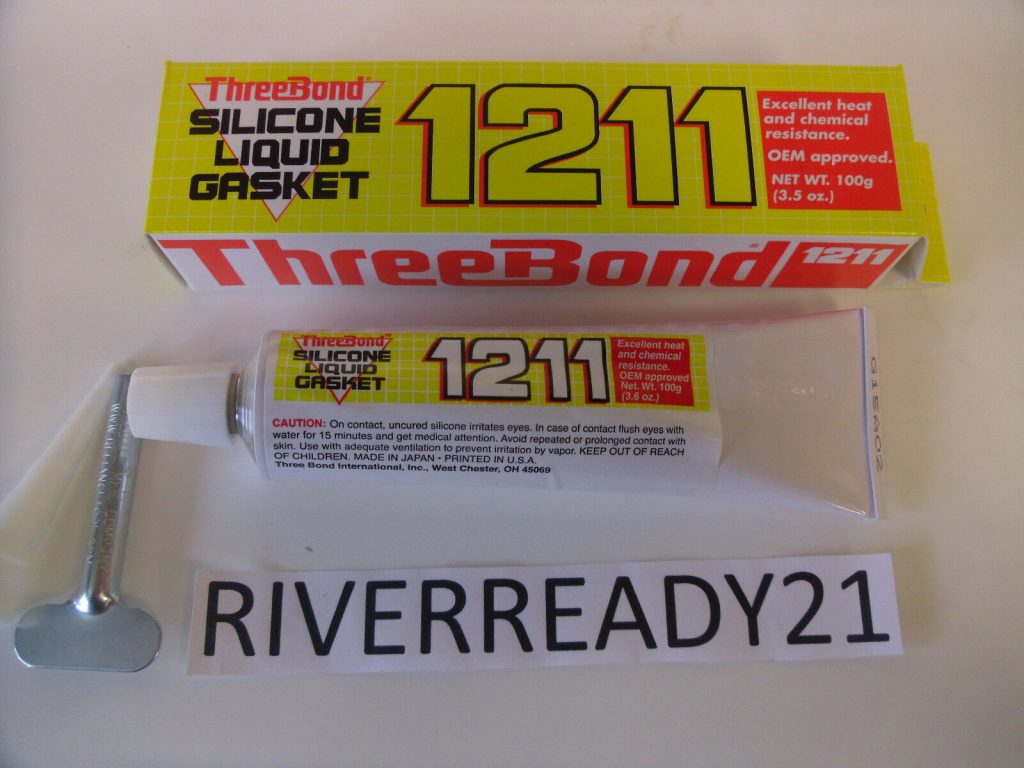 ThreeBond®
SILICONE
LIQUID
GASKET
1211
Excellent heat
and chemical
resistance.
OEM approved.
NET WT. 100g
(3.5 oz.)
ThreeBond® 1211
ThreeBond®
SILICONE
LIQUID
GASKET
1211
Excellent heat
and chemical
resistance.
OEM approved
Net. Wt. 100g
(3.6 oz.)
CAUTION: On contact, uncured silicone irritates eyes. In case of contact flush eyes with
water for 15 minutes and get medical attention. Avoid repeated or prolonged contact with
skin. Use with adequate ventilation to prevent irritation by vapor. KEEP OUT OF REACH
OF CHILDREN. MADE IN JAPAN • PRINTED IN U.S.A.
Three Bond International, Inc., West Chester, OH 45069
G15A02
RIVERREADY21